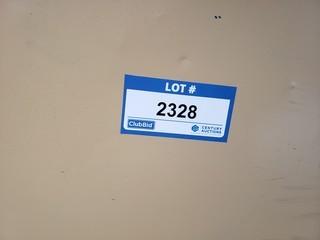 LOT #
2328
ClubBid
CENTURY
AUCTIONS